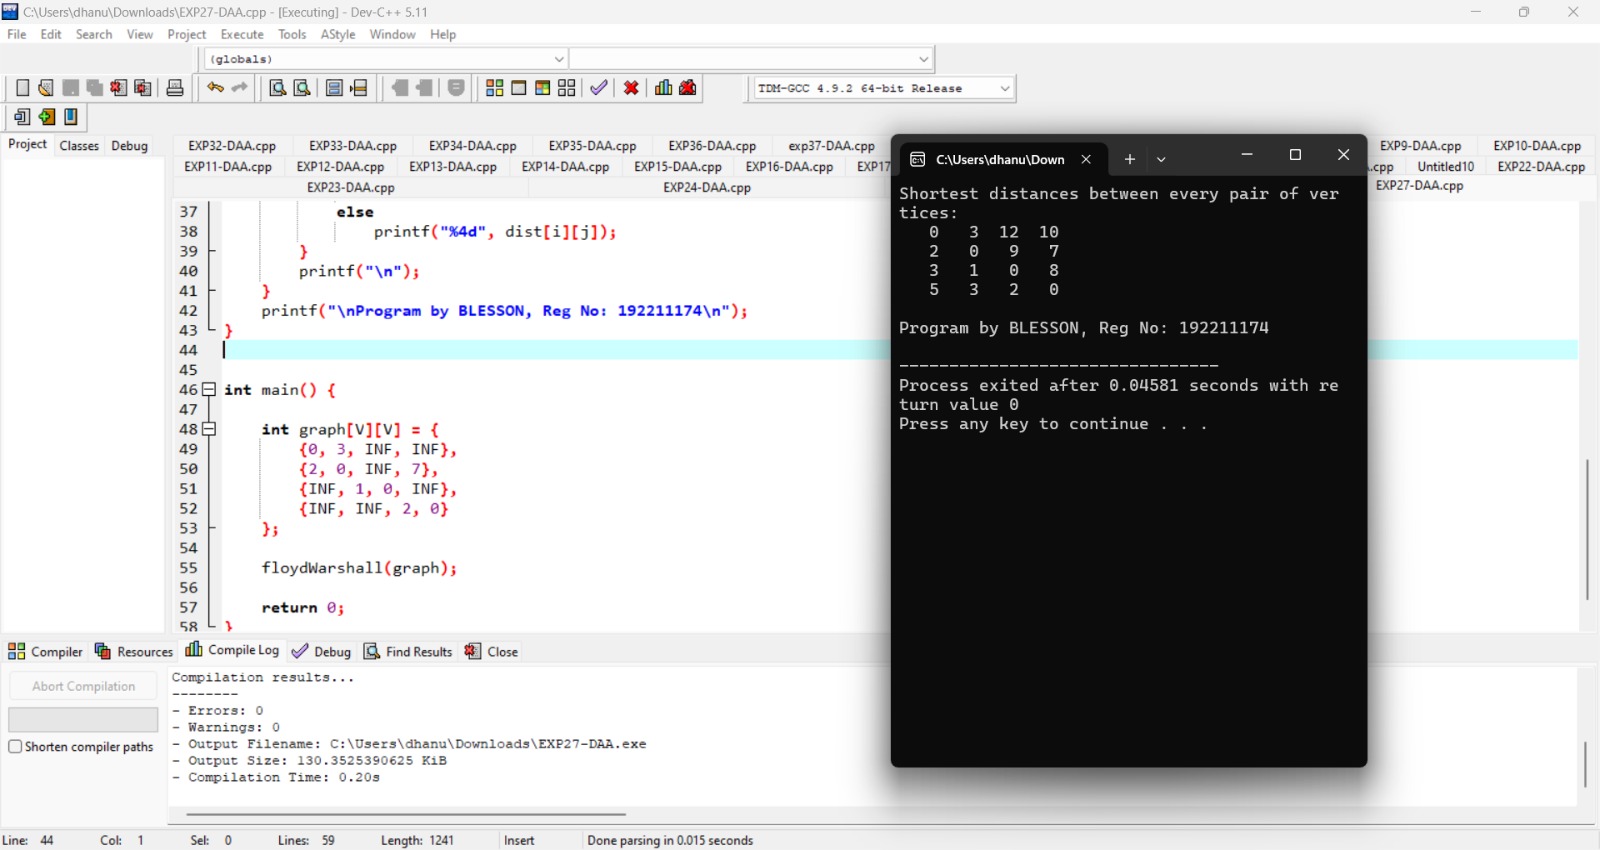 C:\Users\dhanu\Downloads\EXP27-DAA.cpp - [Executing] - Dev-C++ 5.11
File Edit Search View Project Execute Tools AStyle Window Help
(globals)
TDM-GCC 4.9.2 64-bit Release
Project Classes Debug
EXP32-DAA.cpp EXP33-DAA.cpp EXP34-DAA.cpp EXP35-DAA.cpp EXP36-DAA.cpp exp37-DAA.cpp EXP9-DAA.cpp EXP10-DAA.cpp
EXP11-DAA.cpp EXP12-DAA.cpp EXP13-DAA.cpp EXP14-DAA.cpp EXP15-DAA.cpp EXP16-DAA.cpp EXP17 .cpp Untitled10 EXP22-DAA.cpp
EXP23-DAA.cpp EXP24-DAA.cpp EXP27-DAA.cpp
37 else
38 printf("%4d", dist[i][j]);
39 }
40 printf("\n");
41 }
42 printf("\nProgram by BLESSON, Reg No: 192211174\n");
43 }
44
45
46 int main() {
47
48 int graph[V][V] = {
49 {0, 3, INF, INF},
50 {2, 0, INF, 7},
51 {INF, 1, 0, INF},
52 {INF, INF, 2, 0}
53 };
54
55 floydWarshall(graph);
56
57 return 0;
58 }
C:\Users\dhanu\Down
Shortest distances between every pair of ver
tices:
0 3 12 10
2 0 9 7
3 1 0 8
5 3 2 0
Program by BLESSON, Reg No: 192211174
--------------------------------
Process exited after 0.04581 seconds with re
turn value 0
Press any key to continue . . .
Compiler Resources Compile Log Debug Find Results Close
Abort Compilation
Shorten compiler paths
Compilation results...
--------
- Errors: 0
- Warnings: 0
- Output Filename: C:\Users\dhanu\Downloads\EXP27-DAA.exe
- Output Size: 130.3525390625 KiB
- Compilation Time: 0.20s
Line: 44 Col: 1 Sel: 0 Lines: 59 Length: 1241 Insert Done parsing in 0.015 seconds